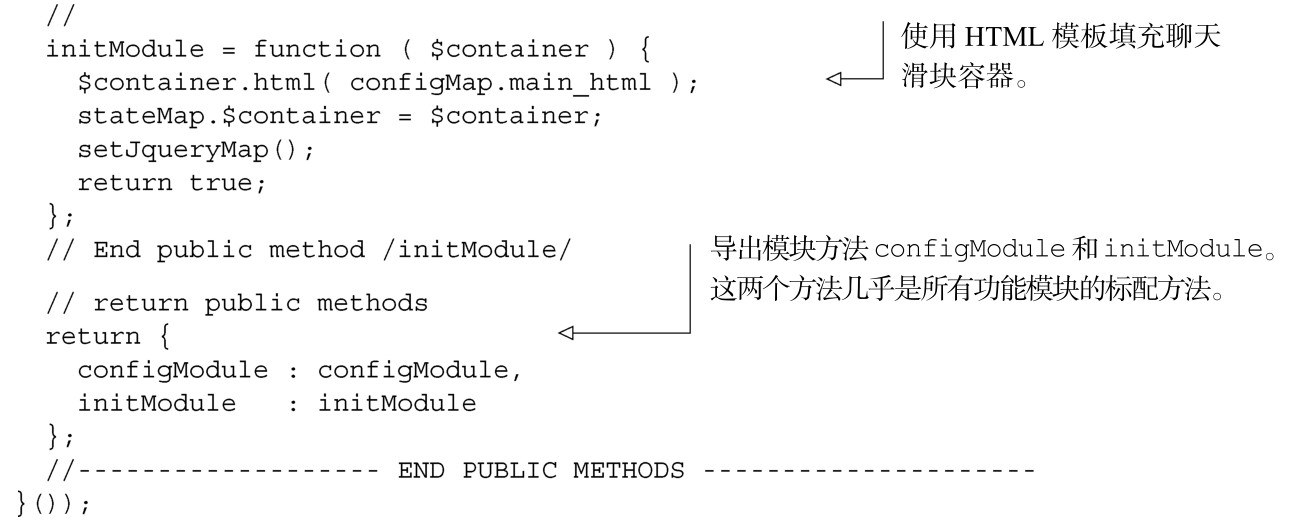 //
  initModule = function ( $container ) {
    $container.html( configMap.main_html );
    stateMap.$container = $container;
    setJqueryMap();
    return true;
  };
  // End public method /initModule/
使用 HTML 模板填充聊天
滑块容器。
  // return public methods
  return {
    configModule : configModule,
    initModule   : initModule
  };
  //------------------- END PUBLIC METHODS ---------------------
}());
导出模块方法 configModule 和 initModule。
这两个方法几乎是所有功能模块的标配方法。